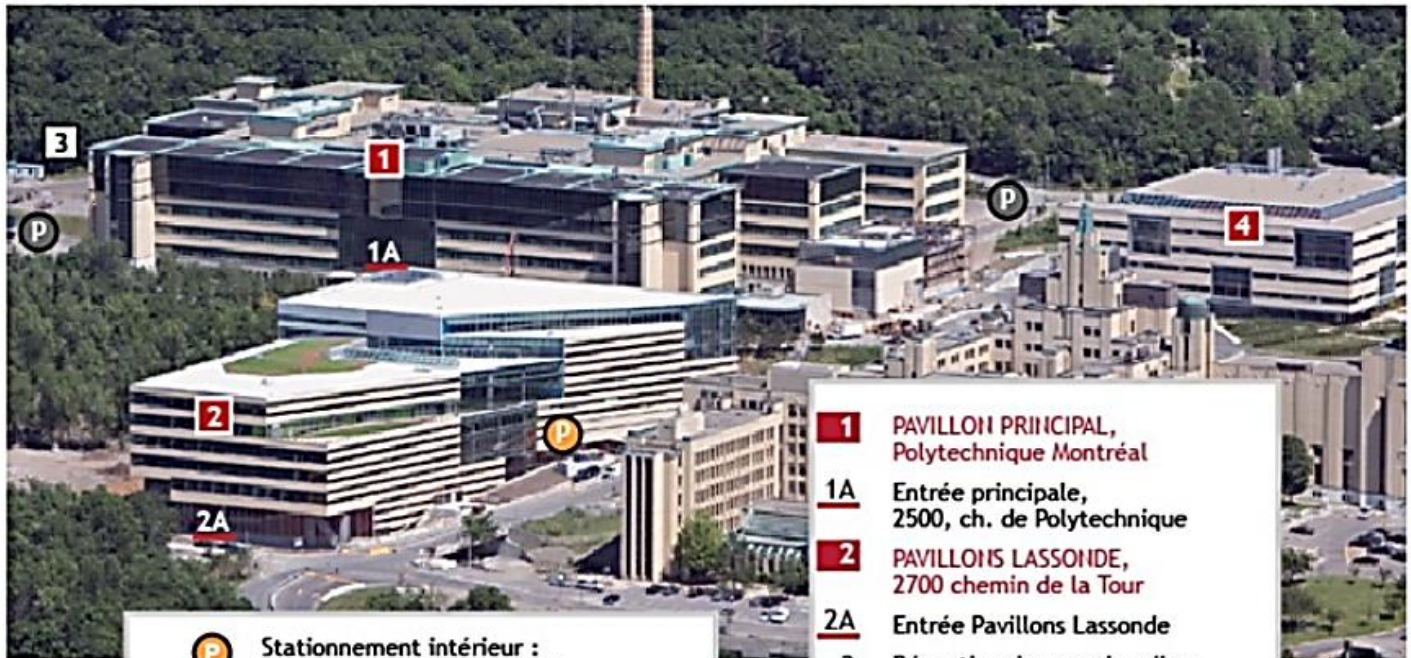 3
1
P
P
4
1A
2
P
2A
1 PAVILLON PRINCIPAL,
Polytechnique Montréal
1A Entrée principale,
2500, ch. de Polytechnique
2 PAVILLONS LASSONDE,
2700 chemin de la Tour
2A Entrée Pavillons Lassonde
3
P Stationnement intérieur :